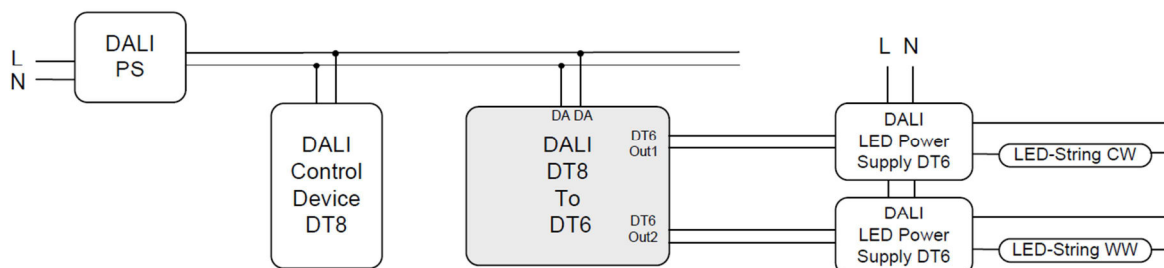 DALI
PS
L
N
DALI
Control
Device
DT8
DA DA
DALI
DT8
To
DT6
DT6
Out1
DT6
Out2
L N
DALI
LED Power
Supply DT6
LED-String CW
DALI
LED Power
Supply DT6
LED-String WW